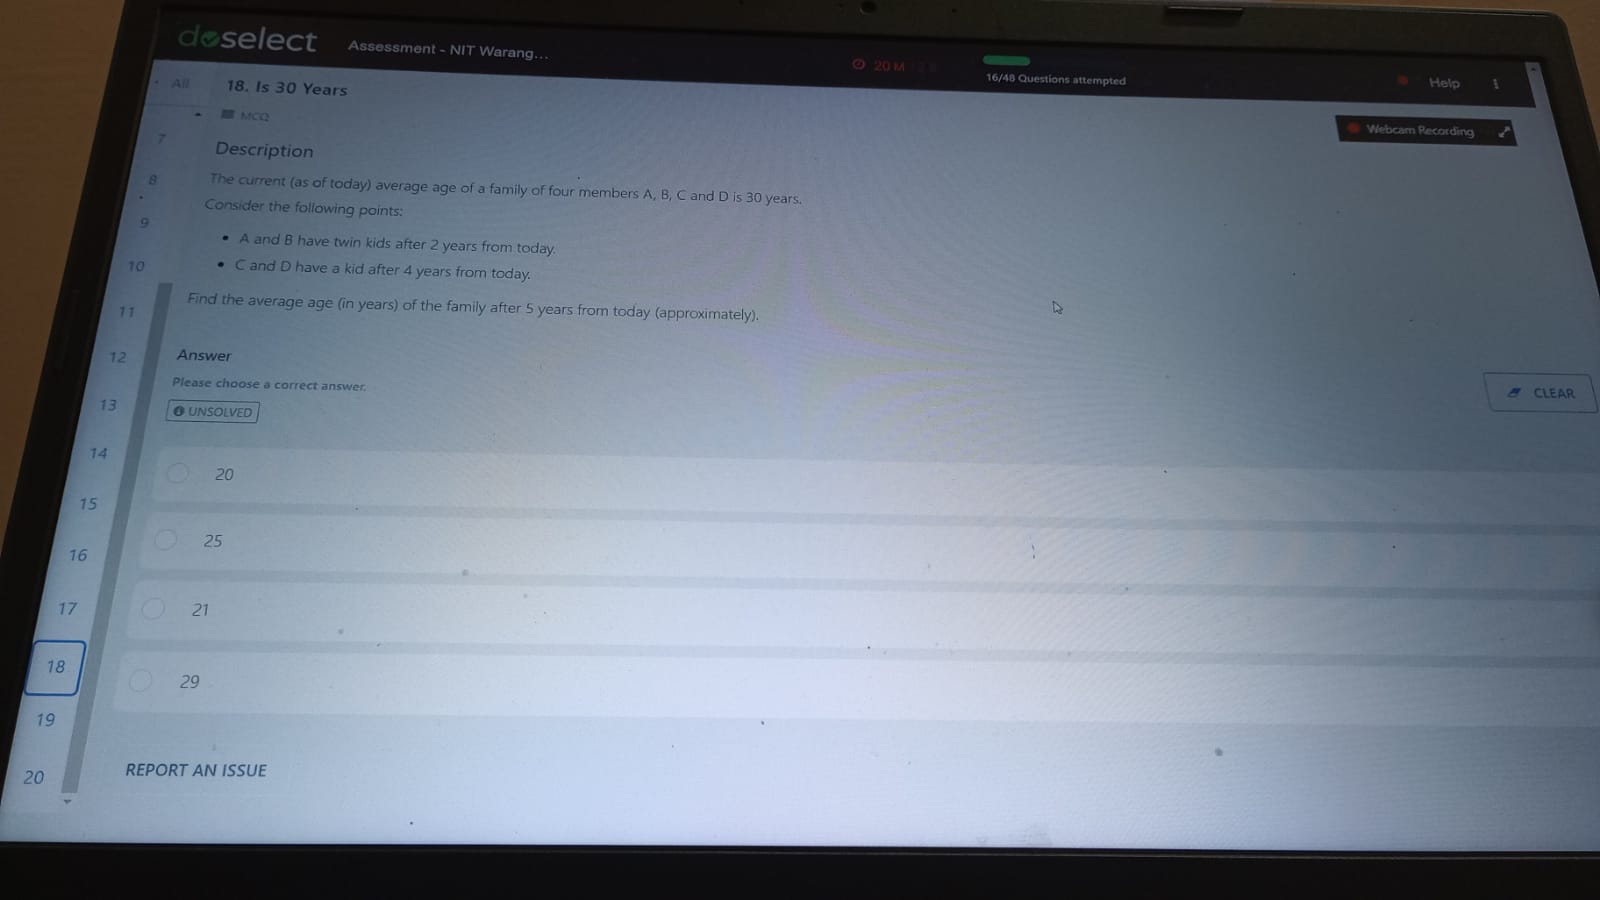 doselect
Assessment - NIT Warang...
20 M
16/48 Questions attempted
Help
All
18. Is 30 Years
MCQ
Webcam Recording
7
Description
8
The current (as of today) average age of a family of four members A, B, C and D is 30 years.
Consider the following points:
9
• A and B have twin kids after 2 years from today.
10
• C and D have a kid after 4 years from today.
11
Find the average age (in years) of the family after 5 years from today (approximately).
12
Answer
Please choose a correct answer.
CLEAR
13
UNSOLVED
14
20
15
25
16
17
21
18
29
19
20
REPORT AN ISSUE